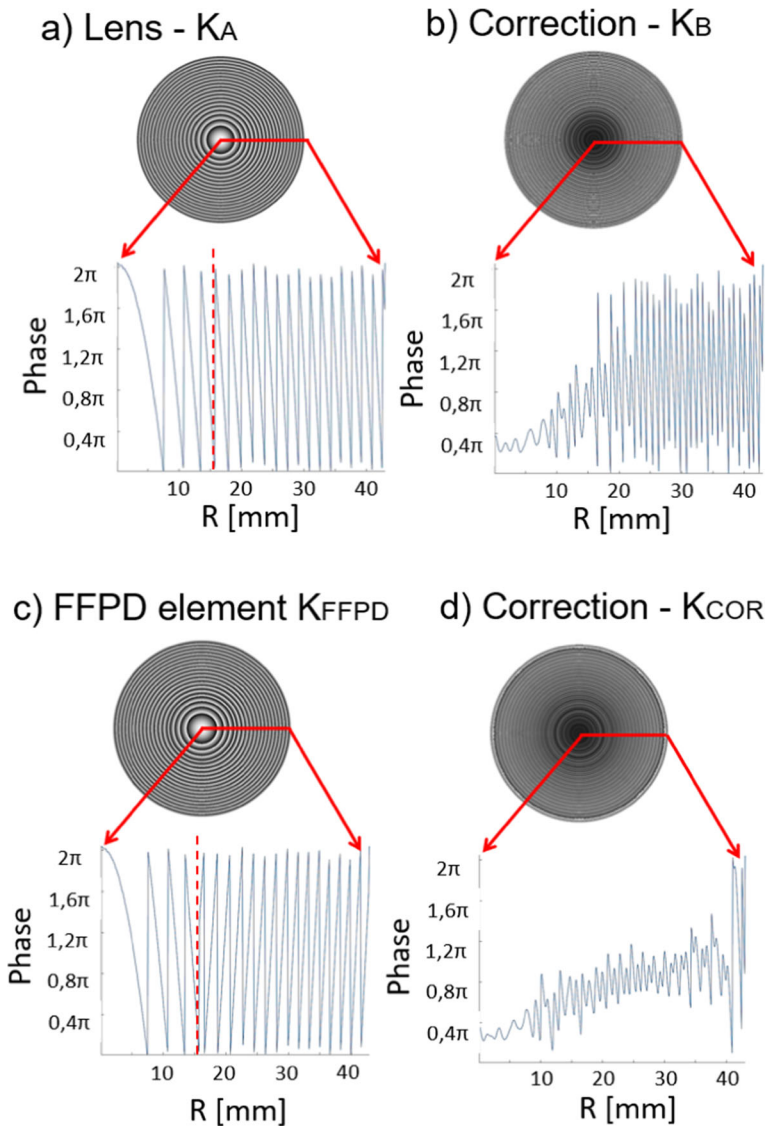 a) Lens - KA
b) Correction - KB
2π
1,6π
1,2π
0,8π
0,4π
Phase
10 20 30 40
R [mm]
2π
1,6π
1,2π
0,8π
0,4π
Phase
10 20 30 40
R [mm]
c) FFPD element KFFPD
d) Correction - KCOR
2π
1,6π
1,2π
0,8π
0,4π
Phase
10 20 30 40
R [mm]
2π
1,6π
1,2π
0,8π
0,4π
Phase
10 20 30 40
R [mm]